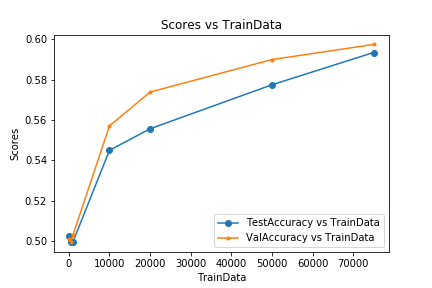 Scores vs TrainData
0.60
0.58
0.56
0.54
0.52
0.50
Scores
TestAccuracy vs TrainData
ValAccuracy vs TrainData
0 10000 20000 30000 40000 50000 60000 70000
TrainData